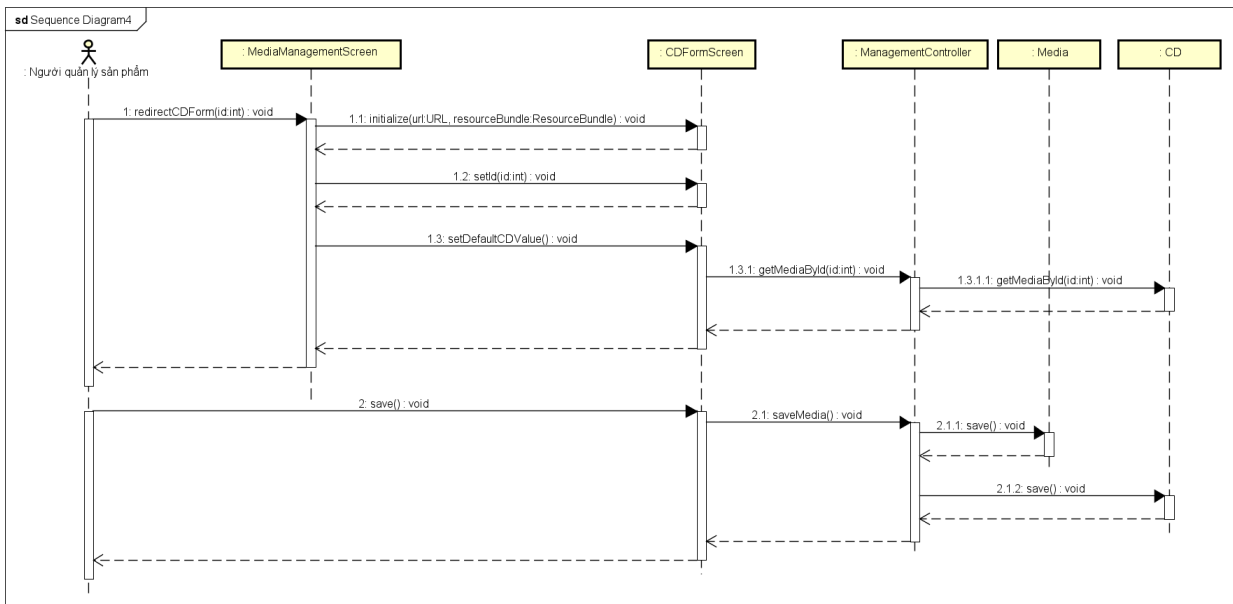 sd Sequence Diagram4
: Người quản lý sản phẩm
: MediaManagementScreen
: CDFormScreen
: ManagementController
: Media
: CD
1: redirectCDForm(id:int) : void
1.1: initialize(url:URL, resourceBundle:ResourceBundle) : void
1.2: setId(id:int) : void
1.3: setDefaultCDValue() : void
1.3.1: getMediaById(id:int) : void
1.3.1.1: getMediaById(id:int) : void
2: save() : void
2.1: saveMedia() : void
2.1.1: save() : void
2.1.2: save() : void